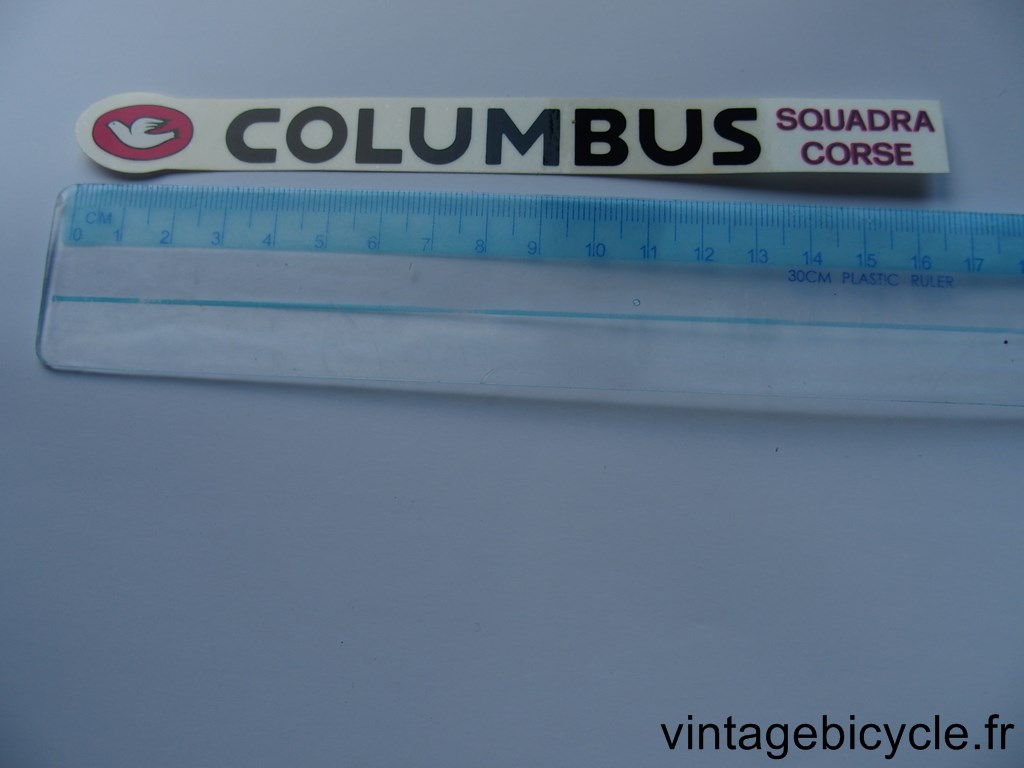 COLUMBUS SQUADRA CORSE
CM
0 1 2 3 4 5 6 7 8 9 10 11 12 13 14 15 16 17
30CM PLASTIC RULER
vintagebicycle.fr